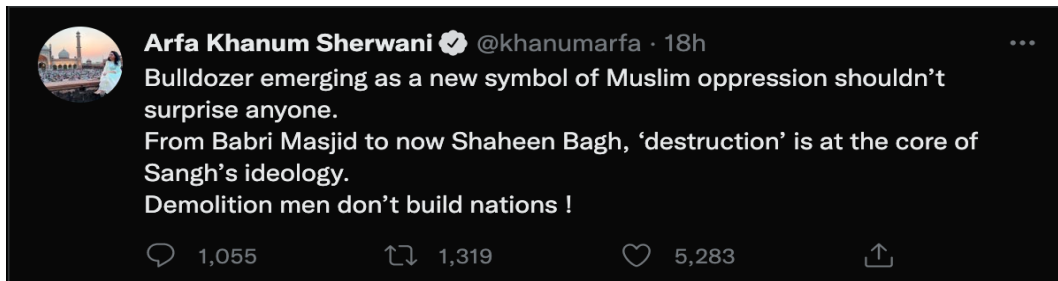 Arfa Khanum Sherwani @khanumarfa · 18h
Bulldozer emerging as a new symbol of Muslim oppression shouldn’t
surprise anyone.
From Babri Masjid to now Shaheen Bagh, ‘destruction’ is at the core of
Sangh’s ideology.
Demolition men don’t build nations !
1,055 1,319 5,283